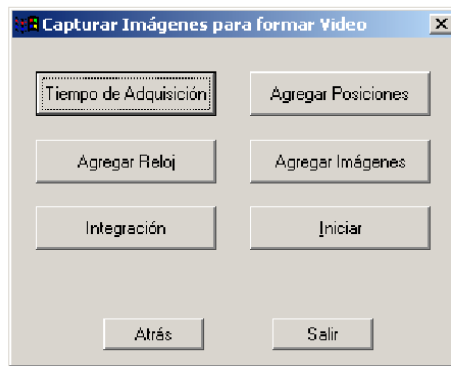 Capturar Imágenes para formar Video
Tiempo de Adquisición
Agregar Posiciones
Agregar Reloj
Agregar Imágenes
Integración
Iniciar
Atrás
Salir